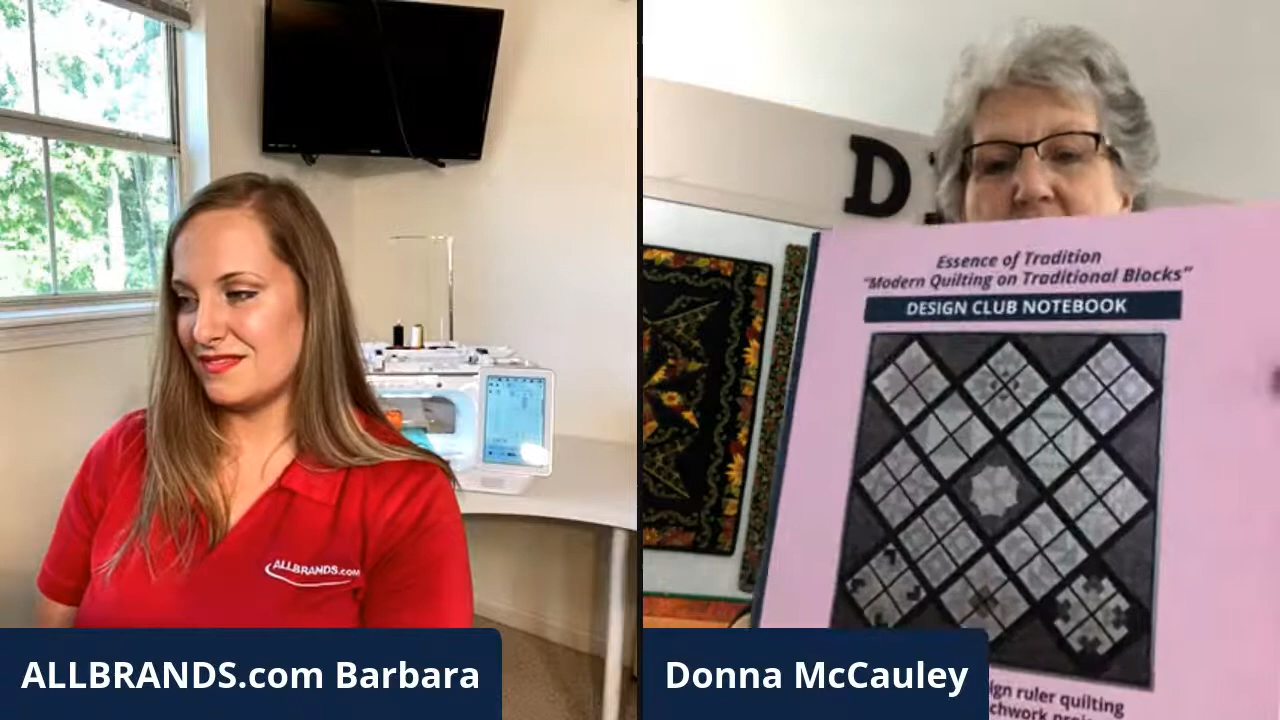 ALLBRANDS.COM
ALLBRANDS.com Barbara
D
Essence of Tradition
"Modern Quilting on Traditional Blocks"
DESIGN CLUB NOTEBOOK
ruler quilting
Donna McCauley